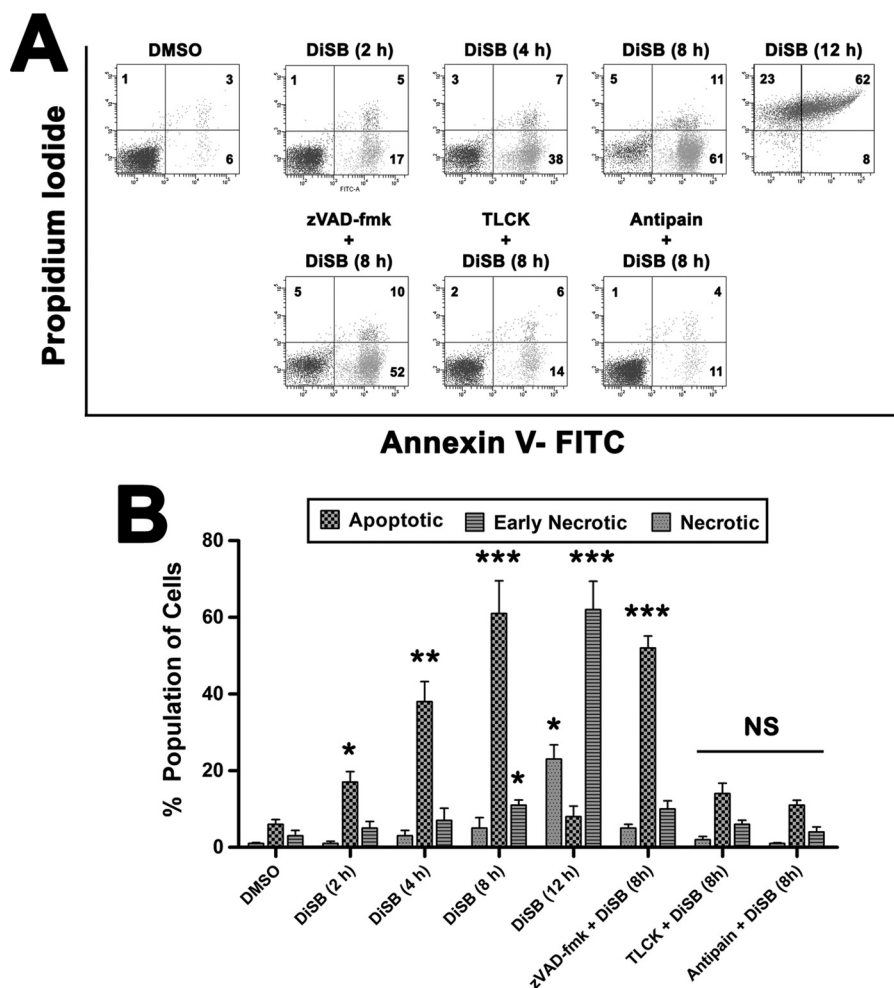 A
DMSO
DiSB (2 h)
DiSB (4 h)
DiSB (8 h)
DiSB (12 h)
1 3
6
1 5
17
3 7
38
5 11
61
23 62
8
FITC-A
zVAD-fmk
+
DiSB (8 h)
TLCK
+
DiSB (8 h)
Antipain
+
DiSB (8 h)
5 10
52
2 6
14
1 4
11
Propidium Iodide
Annexin V- FITC
B
Apoptotic
Early Necrotic
Necrotic
% Population of Cells
80
60
40
20
0
*
**
***
*
*
***
***
NS
DMSO
DiSB (2 h)
DiSB (4 h)
DiSB (8 h)
DiSB (12 h)
zVAD-fmk + DiSB (8h)
TLCK + DiSB (8h)
Antipain + DiSB (8h)